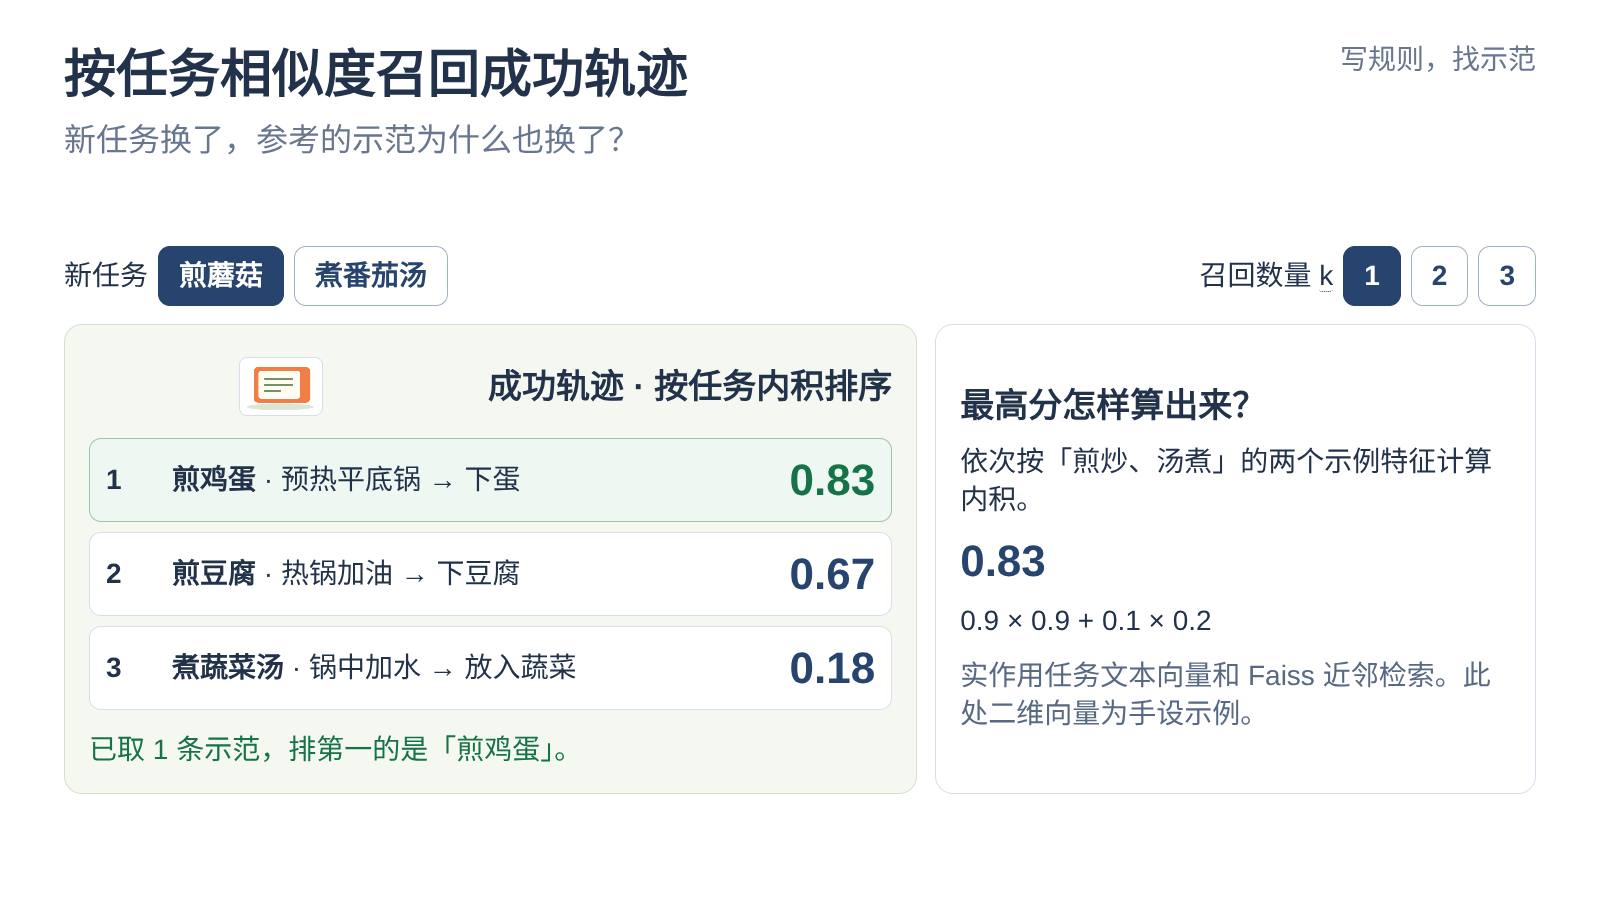 按任务相似度召回成功轨迹
写规则，找示范
新任务换了，参考的示范为什么也换了？
新任务 煎蘑菇 煮番茄汤
召回数量 k 1 2 3
成功轨迹 · 按任务内积排序
1 煎鸡蛋 · 预热平底锅 → 下蛋 0.83
2 煎豆腐 · 热锅加油 → 下豆腐 0.67
3 煮蔬菜汤 · 锅中加水 → 放入蔬菜 0.18
已取 1 条示范，排第一的是「煎鸡蛋」。
最高分怎样算出来？
依次按「煎炒、汤煮」的两个示例特征计算
内积。
0.83
0.9 × 0.9 + 0.1 × 0.2
实作用任务文本向量和 Faiss 近邻检索。此
处二维向量为手设示例。